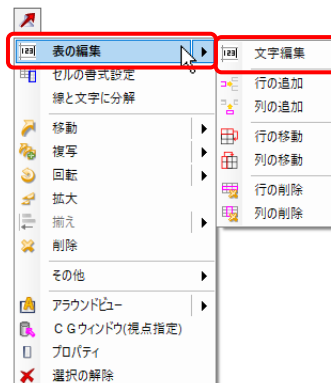 表の編集
セルの書式設定
線と文字に分解
移動
複写
回転
拡大
揃え
削除
その他
アラウンドビュー
CGウィンドウ(視点指定)
プロパティ
選択の解除
文字編集
行の追加
列の追加
行の移動
列の移動
行の削除
列の削除